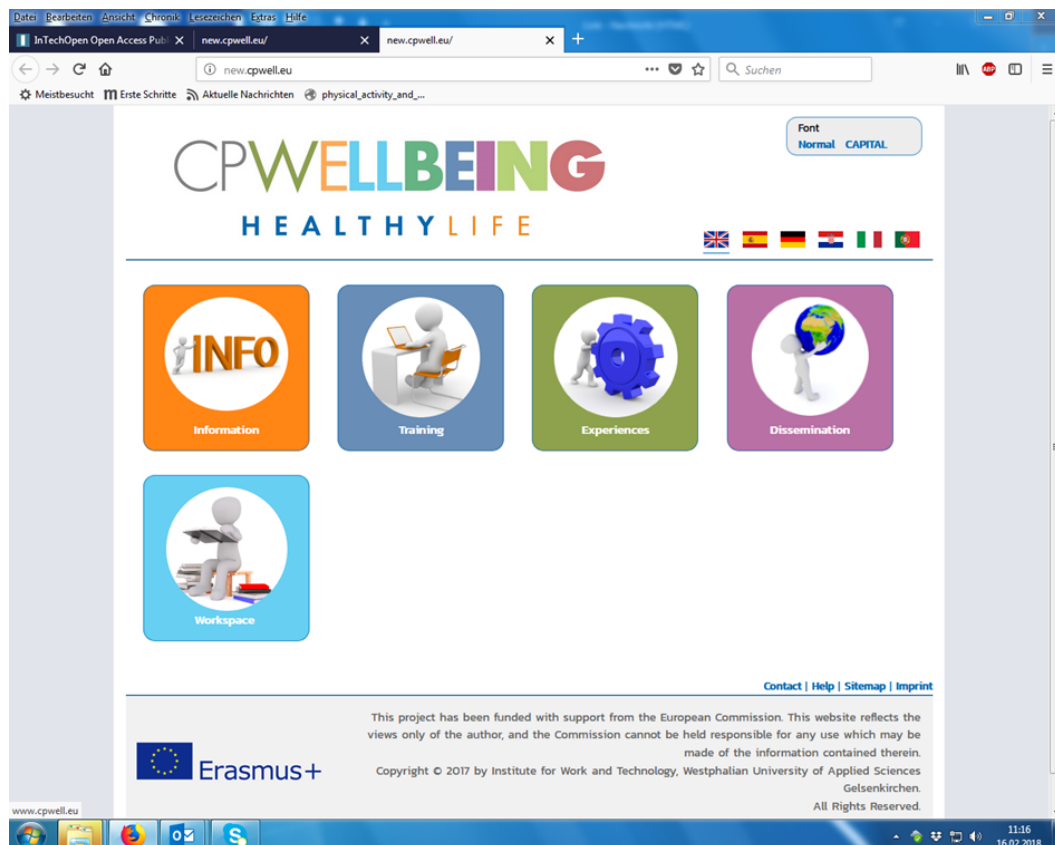 Datei Bearbeiten Ansicht Chronik Lesezeichen Extras Hilfe
InTechOpen Open Access Publ
new.cpwell.eu/
new.cpwell.eu/
new.cpwell.eu
Suchen
ABP
Meistbesucht Erste Schritte Aktuelle Nachrichten physical_activity_and_...
Font
Normal CAPITAL
CPWELLBEING
HEALTHYLIFE
INFO
Information
Training
Experiences
Dissemination
Workspace
Contact | Help | Sitemap | Imprint
This project has been funded with support from the European Commission. This website reflects the
views only of the author, and the Commission cannot be held responsible for any use which may be
made of the information contained therein.
Erasmus+
Copyright © 2017 by Institute for Work and Technology, Westphalian University of Applied Sciences
Gelsenkirchen.
All Rights Reserved.
www.cpwell.eu
11:16
16.02.2018